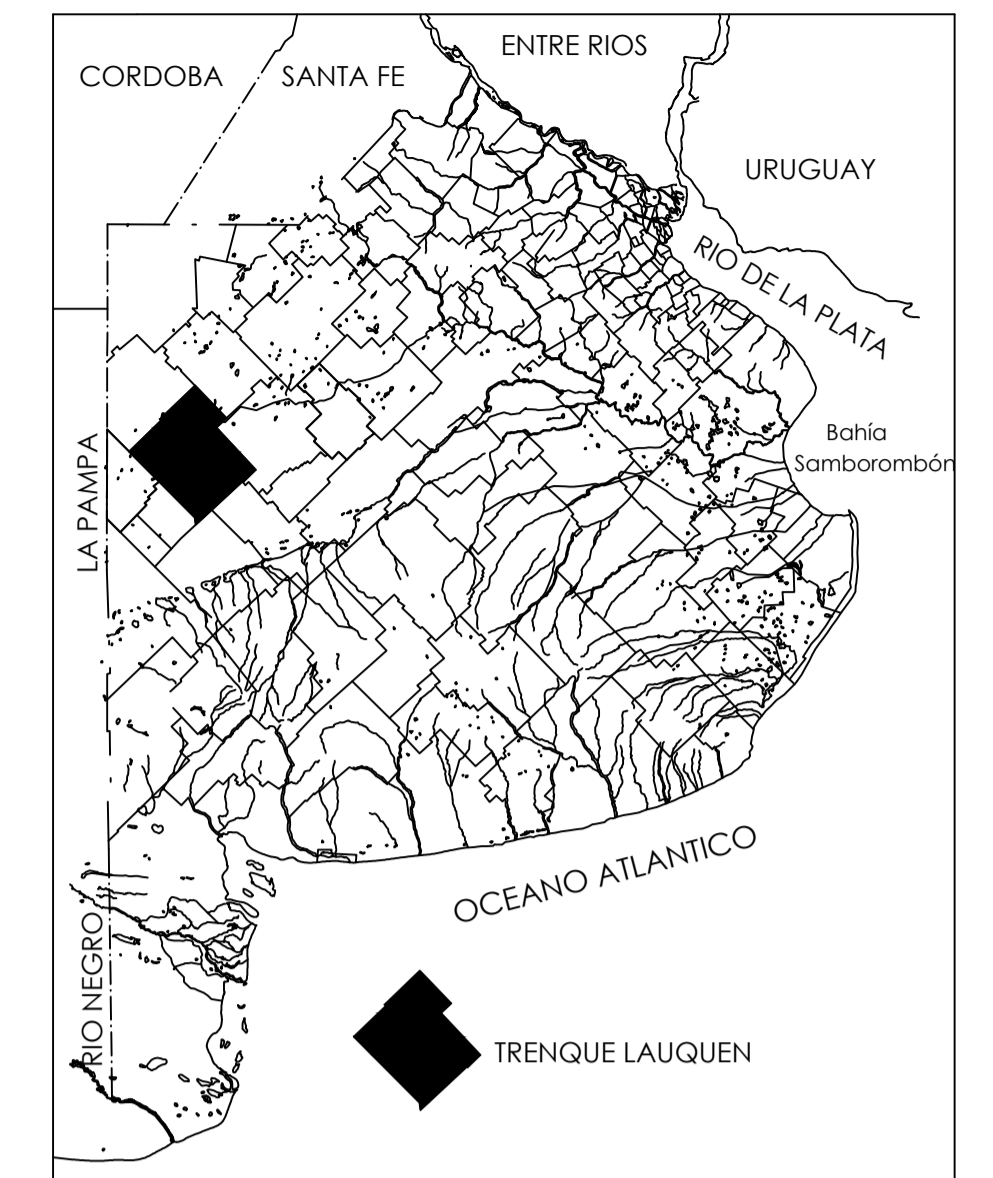 ENTRE RIOS
CORDOBA
SANTA FE
URUGUAY
RIO DE LA PLATA
Bahía
Samborombón
LA PAMPA
OCEANO ATLANTICO
RIO NEGRO
TRENQUE LAUQUEN